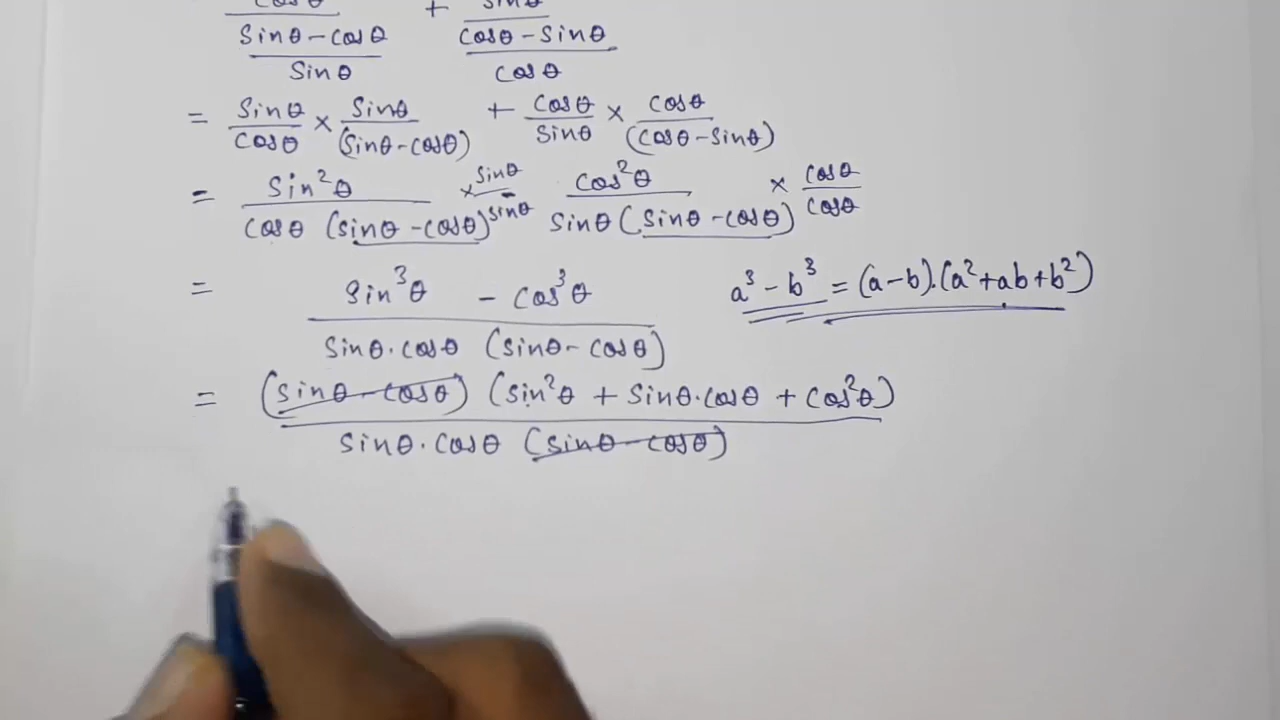 cosθ + sinθ
sinθ - cosθ cosθ - sinθ
sinθ cosθ
= sinθ/cosθ × sinθ/(sinθ - cosθ) + cosθ/sinθ × cosθ/(cosθ - sinθ)
= sin²θ/cosθ (sinθ - cosθ) × sinθ/sinθ - cos²θ/sinθ (sinθ - cosθ) × cosθ/cosθ
= sin³θ - cos³θ/sinθ·cosθ (sinθ - cosθ) a³ - b³ = (a-b)·(a²+ab+b²)
= (sinθ - cosθ) (sin²θ + sinθ·cosθ + cos²θ)
sinθ·cosθ (sinθ - cosθ)